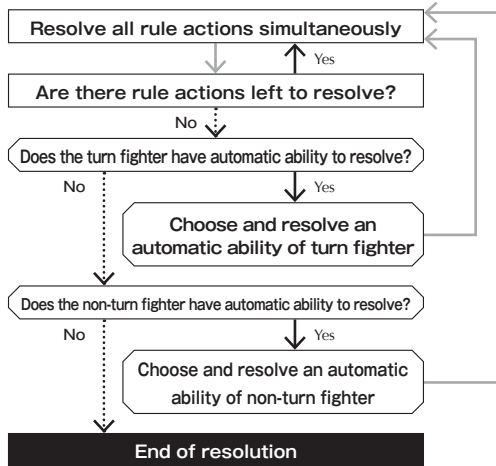 Resolve all rule actions simultaneously
Yes
Are there rule actions left to resolve?
No
Does the turn fighter have automatic ability to resolve?
No
Yes
Choose and resolve an
automatic ability of turn fighter
Does the non-turn fighter have automatic ability to resolve?
No
Yes
Choose and resolve an automatic
ability of non-turn fighter
End of resolution